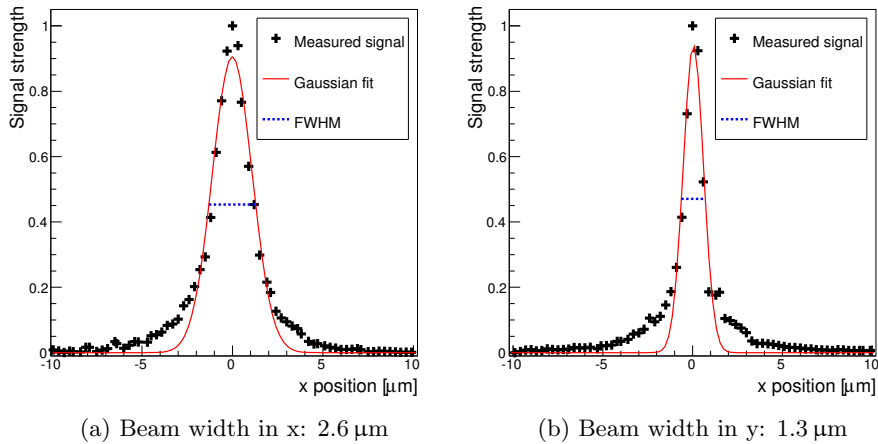 Signal strength
1
0.8
0.6
0.4
0.2
0
-10
-5
0
5
10
x position [μm]
Measured signal
Gaussian fit
FWHM
(a) Beam width in x: 2.6 μm
Signal strength
1
0.8
0.6
0.4
0.2
0
-10
-5
0
5
10
x position [μm]
Measured signal
Gaussian fit
FWHM
(b) Beam width in y: 1.3 μm